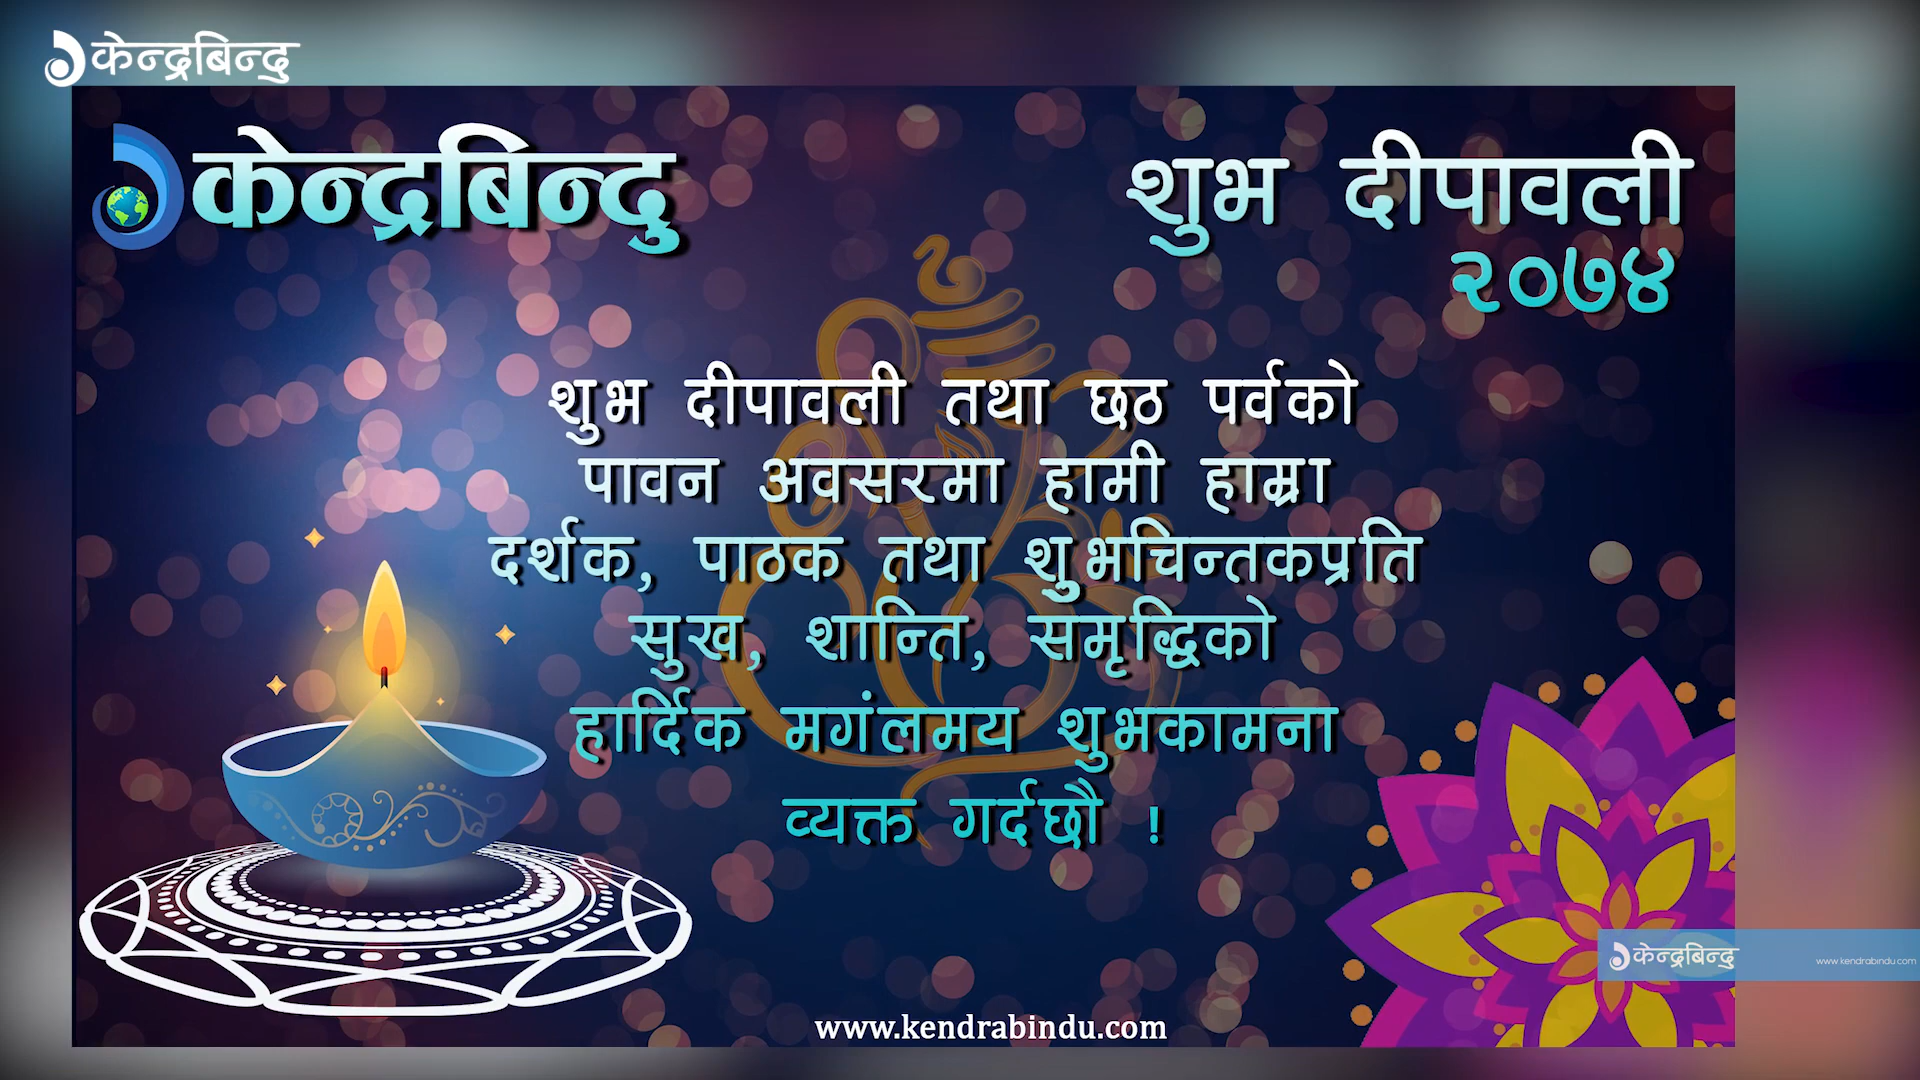 केन्द्रबिन्दु
केन्द्रबिन्दु
शुभ दीपावली
२०७४
शुभ दीपावली तथा छठ पर्वको
पावन अवसरमा हामी हाम्रा
दर्शक, पाठक तथा शुभचिन्तकप्रति
सुख, शान्ति, समृद्धिको
हार्दिक मगंलमय शुभकामना
व्यक्त गर्दछौ !
केन्द्रबिन्दु
www.kendrabindu.com
www.kendrabindu.com